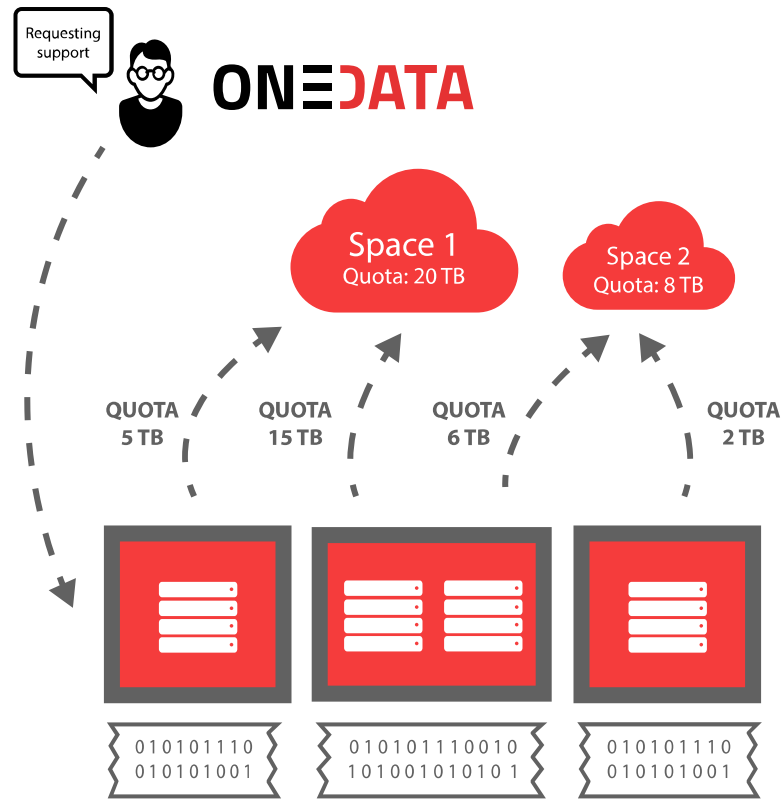 Requesting
support
ONEDATA
Space 1
Quota: 20 TB
Space 2
Quota: 8 TB
QUOTA
5 TB
QUOTA
15 TB
QUOTA
6 TB
QUOTA
2 TB
010101110
010101001
010101110010
101001010101
010101110
010101001